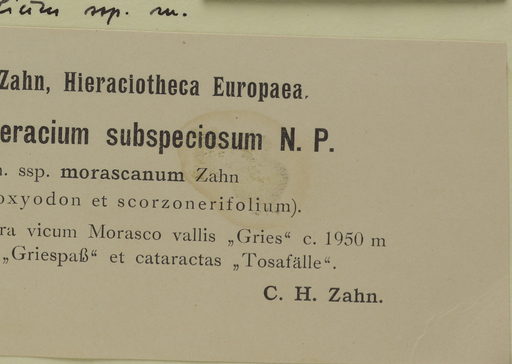 ssp. m.
Zahn, Hieraciotheca Europaea.
eracium subspeciosum N. P.
n. ssp. morascanum Zahn
oxyodon et scorzonerifolium).
ra vicum Morasco vallis „Gries“ c. 1950 m
„Griespaß“ et cataractas „Tosafälle“.
C. H. Zahn.